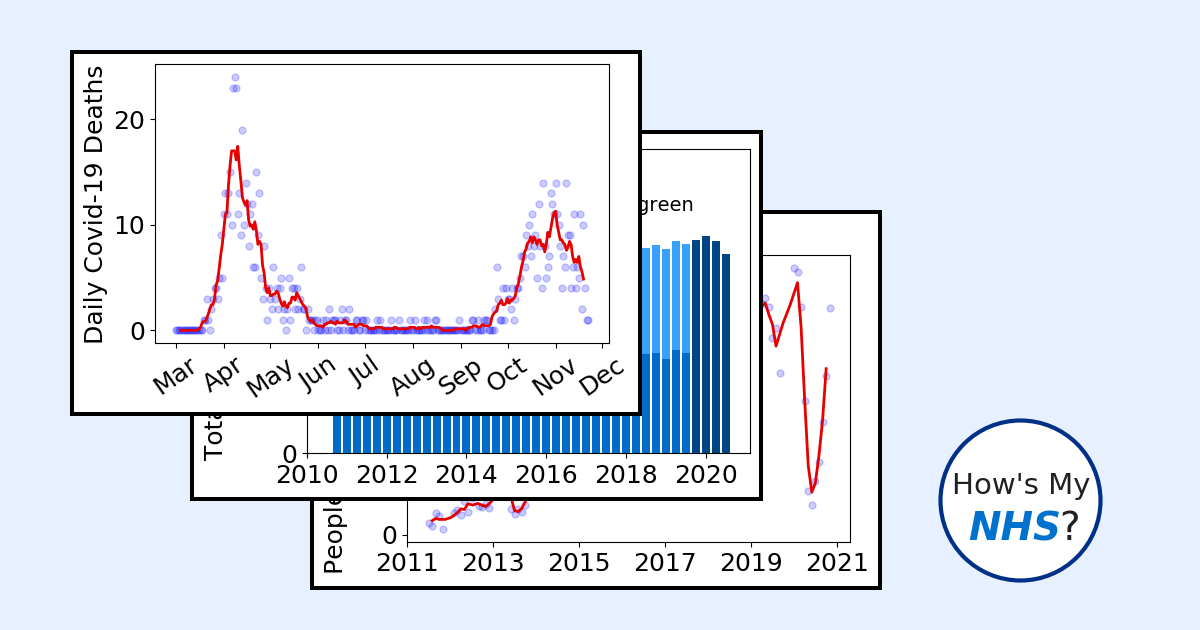 Daily Covid-19 Deaths
20
10
0
Mar Apr May Jun Jul Aug Sep Oct Nov Dec
green
0
2010 2012 2014 2016 2018 2020
People
0
2011 2013 2015 2017 2019 2021
How's My
NHS?